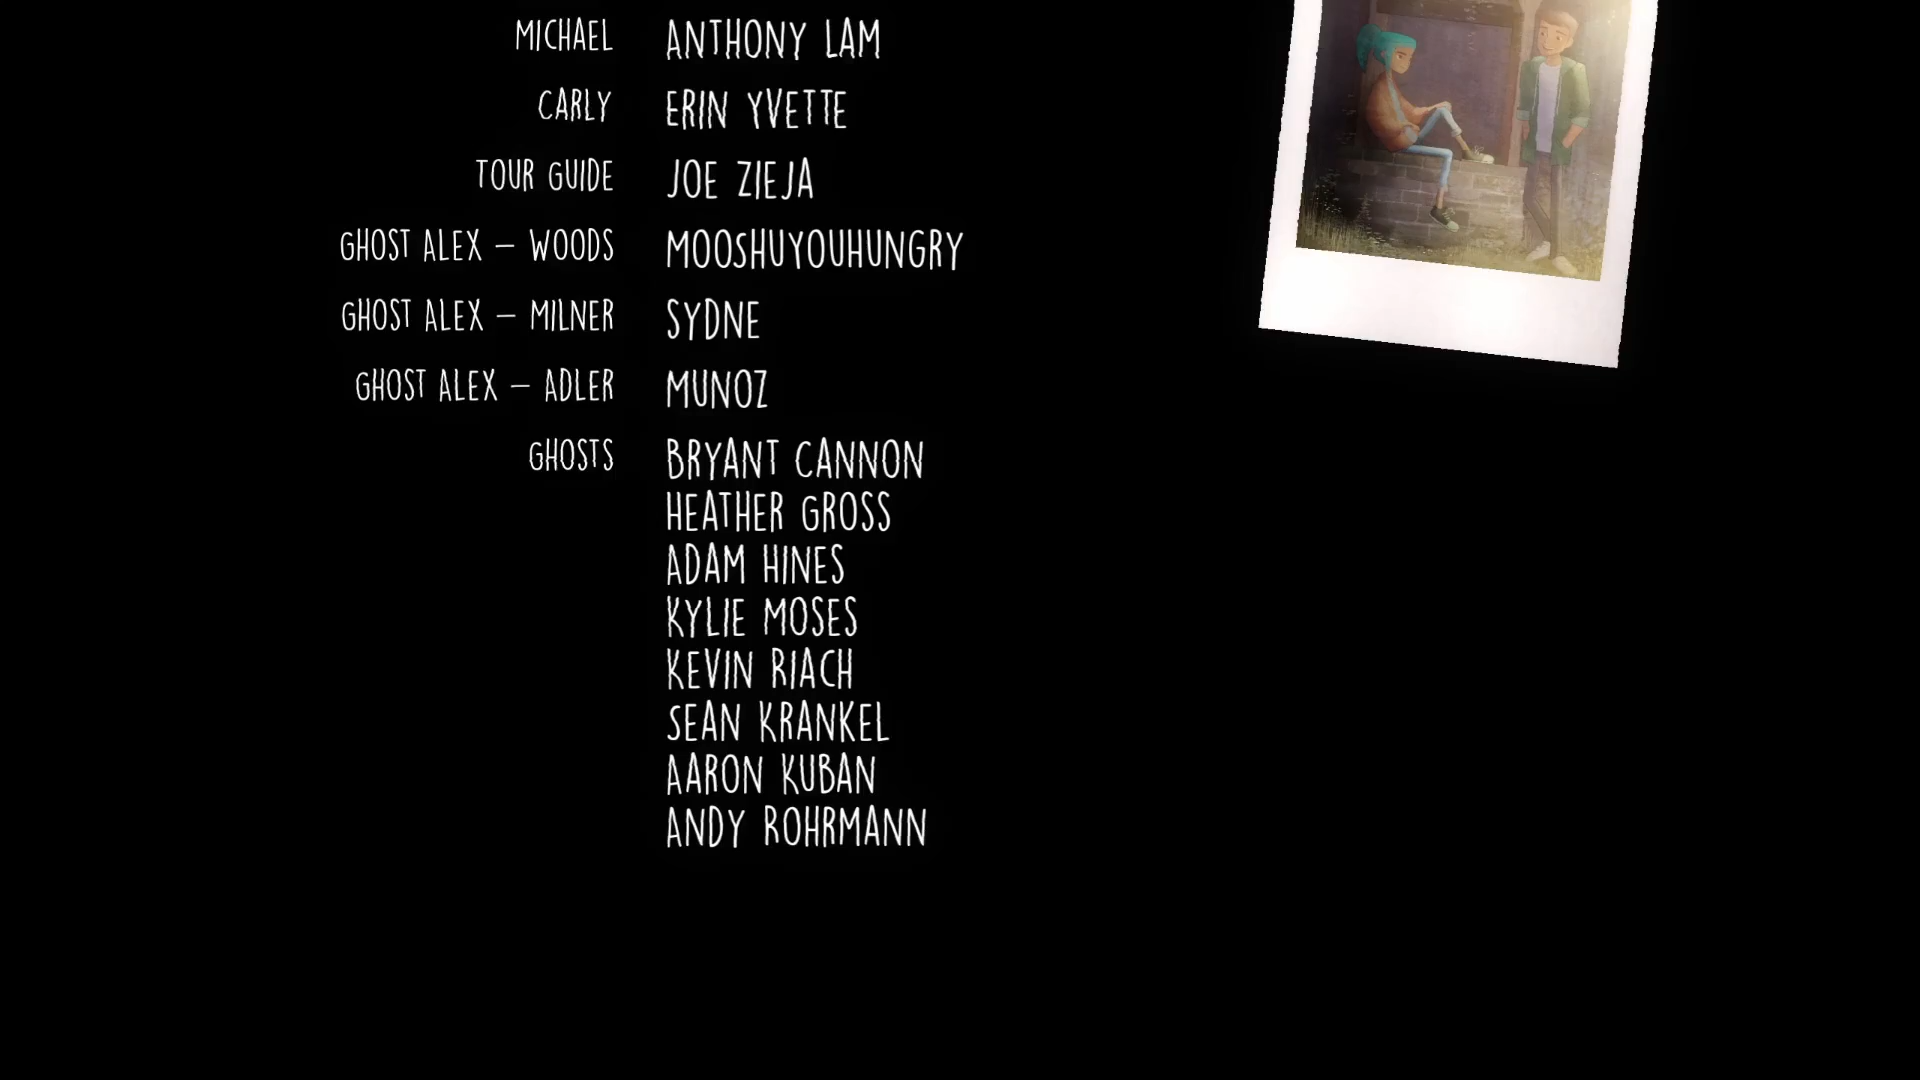 MICHAEL ANTHONY LAM
CARLY ERIN YVETTE
TOUR GUIDE JOE ZIEJA
GHOST ALEX – WOODS MOOSHUYOUHUNGRY
GHOST ALEX – MILNER SYDNE
GHOST ALEX – ADLER MUNOZ
GHOSTS BRYANT CANNON
HEATHER GROSS
ADAM HINES
KYLIE MOSES
KEVIN RIACH
SEAN KRANKEL
AARON KUBAN
ANDY ROHRMANN